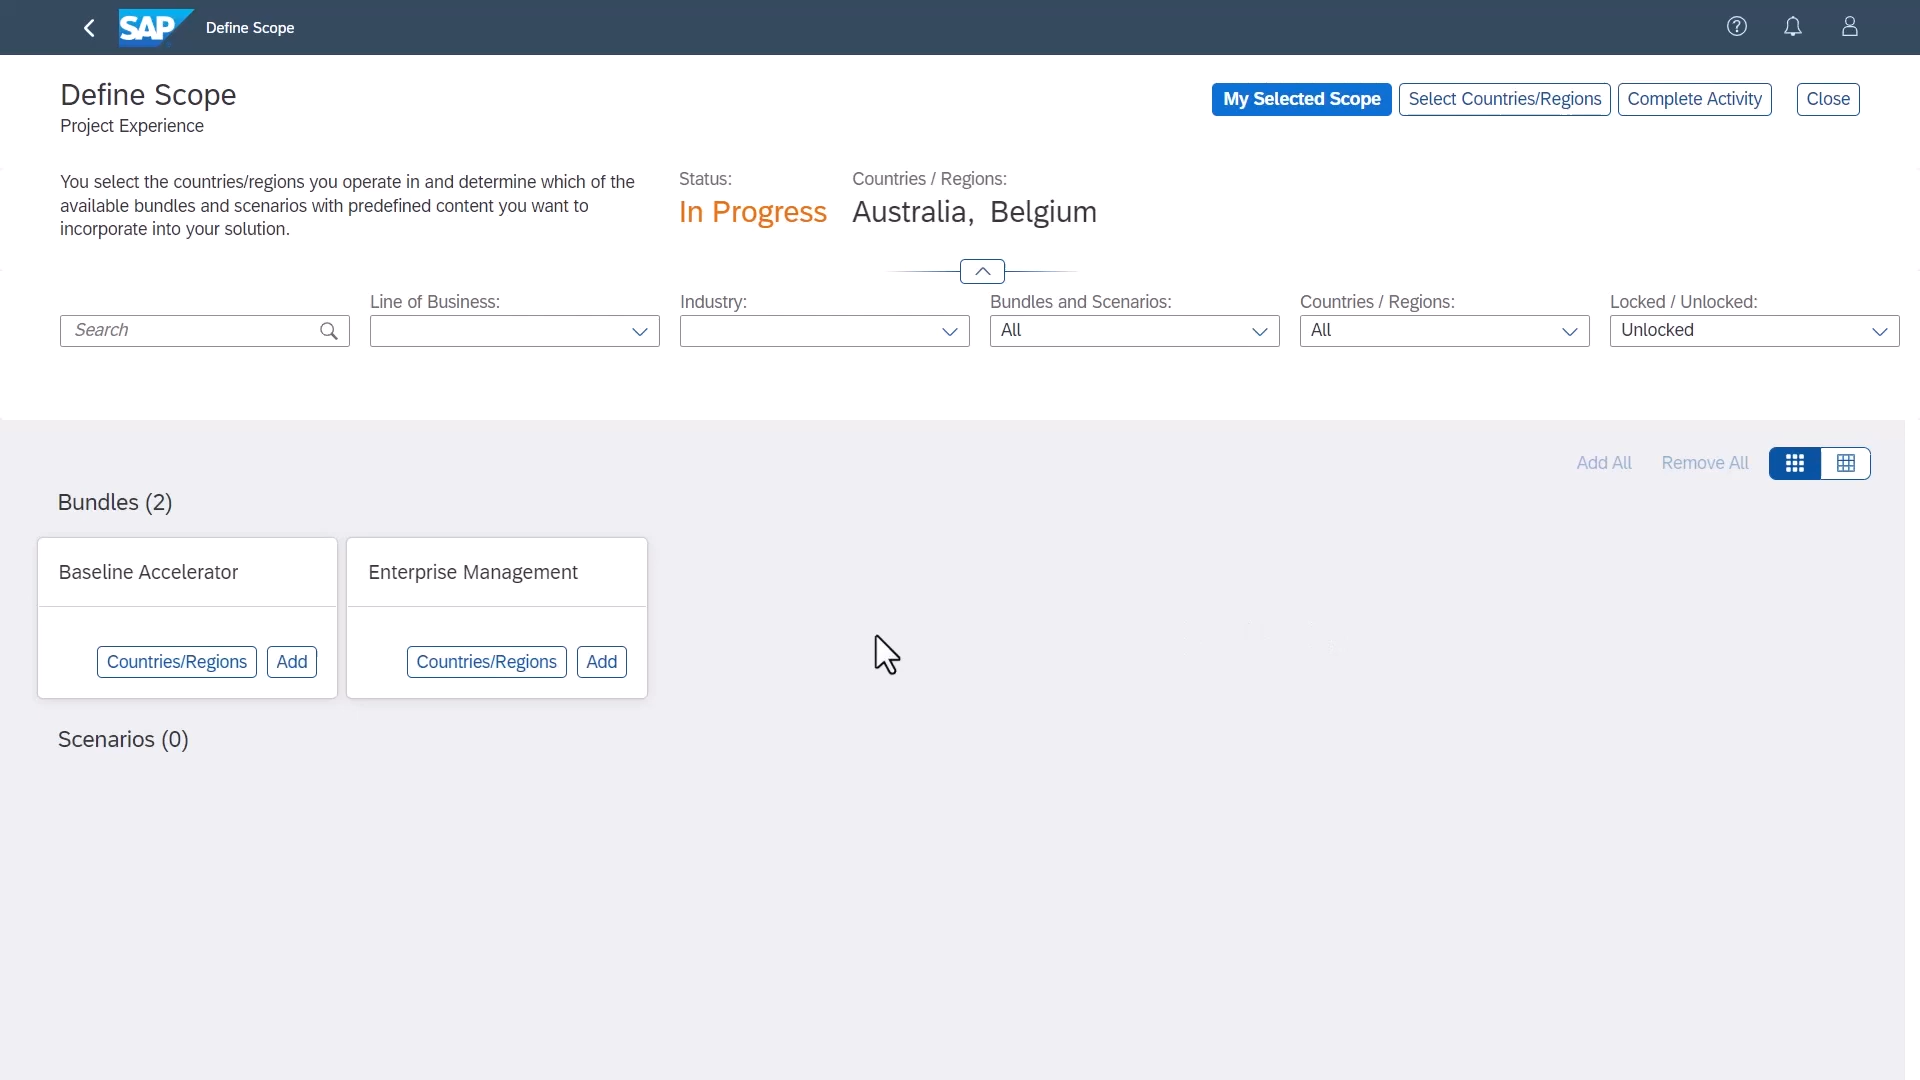 SAP Define Scope
Define Scope
Project Experience
My Selected Scope Select Countries/Regions Complete Activity Close
You select the countries/regions you operate in and determine which of the
available bundles and scenarios with predefined content you want to
incorporate into your solution.
Status:
In Progress
Countries / Regions:
Australia, Belgium
Search
Line of Business:
Industry:
Bundles and Scenarios:
All
Countries / Regions:
All
Locked / Unlocked:
Unlocked
Add All Remove All
Bundles (2)
Baseline Accelerator
Countries/Regions Add
Enterprise Management
Countries/Regions Add
Scenarios (0)